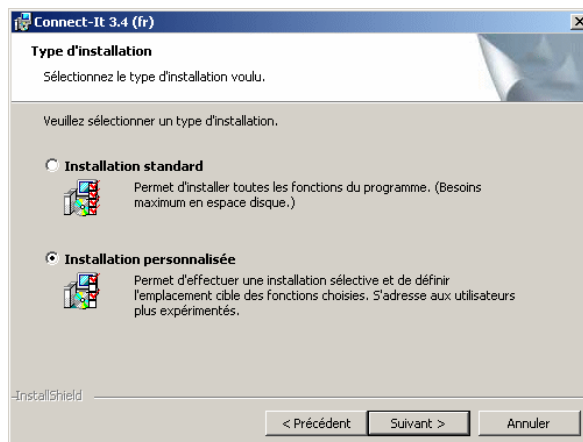 Connect-It 3.4 (fr)
Type d'installation
Sélectionnez le type d'installation voulu.
Veuillez sélectionner un type d'installation.
Installation standard
Permet d'installer toutes les fonctions du programme. (Besoins
maximum en espace disque.)
Installation personnalisée
Permet d'effectuer une installation sélective et de définir
l'emplacement cible des fonctions choisies. S'adresse aux utilisateurs
plus expérimentés.
InstallShield
< Précédent Suivant > Annuler